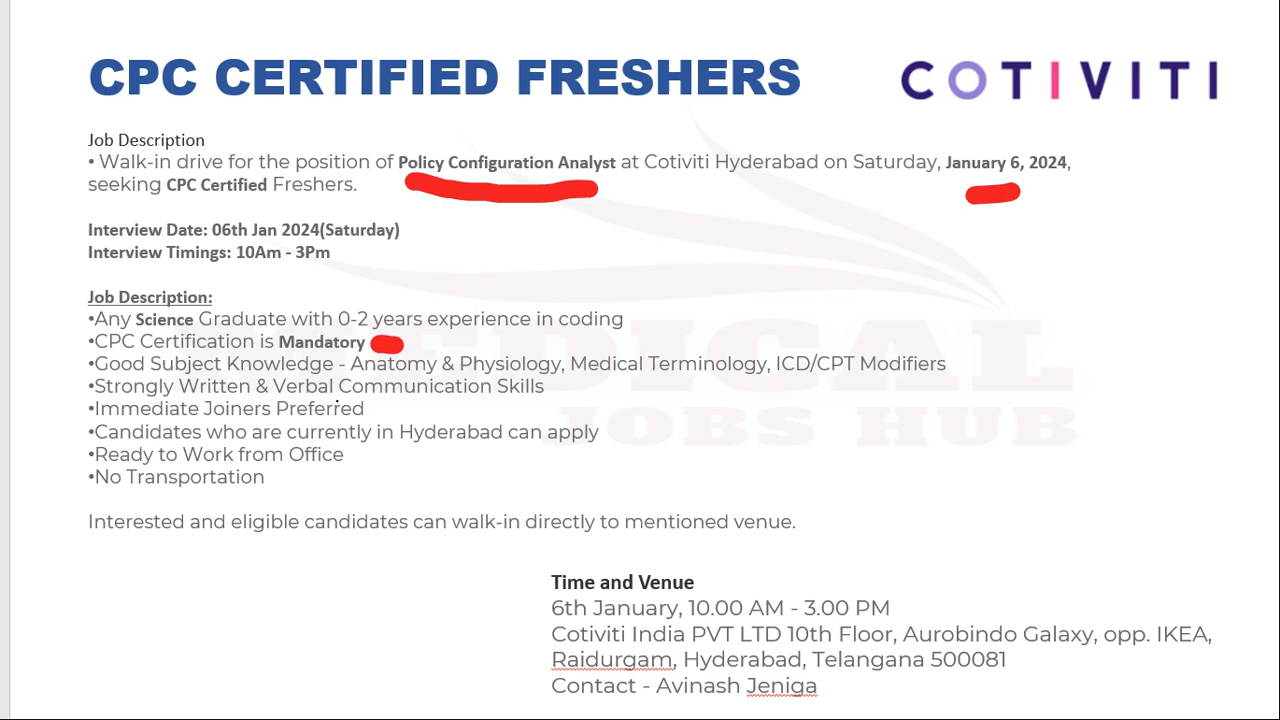 CPC CERTIFIED FRESHERS
COTIVITI
Job Description
• Walk-in drive for the position of Policy Configuration Analyst at Cotiviti Hyderabad on Saturday, January 6, 2024,
seeking CPC Certified Freshers.
Interview Date: 06th Jan 2024(Saturday)
Interview Timings: 10Am - 3Pm
Job Description:
•Any Science Graduate with 0-2 years experience in coding
•CPC Certification is Mandatory
•Good Subject Knowledge - Anatomy & Physiology, Medical Terminology, ICD/CPT Modifiers
•Strongly Written & Verbal Communication Skills
•Immediate Joiners Preferred
•Candidates who are currently in Hyderabad can apply
•Ready to Work from Office
•No Transportation
MEDICAL
JOBS HUB
Interested and eligible candidates can walk-in directly to mentioned venue.
Time and Venue
6th January, 10.00 AM - 3.00 PM
Cotiviti India PVT LTD 10th Floor, Aurobindo Galaxy, opp. IKEA,
Raidurgam, Hyderabad, Telangana 500081
Contact - Avinash Jeniga